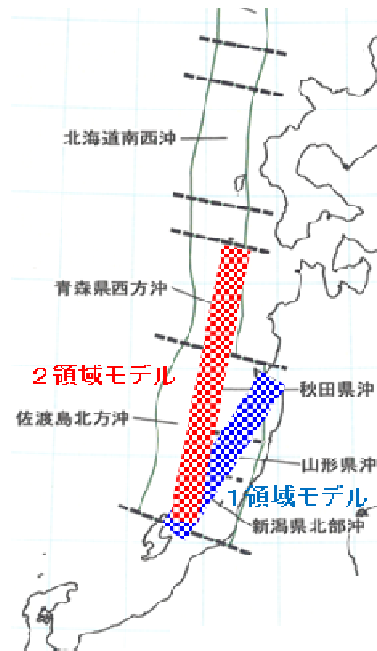 北海道南西沖
青森県西方沖
２領域モデル
秋田県沖
佐渡島北方沖
山形県沖
１領域モデル
新潟県北部沖